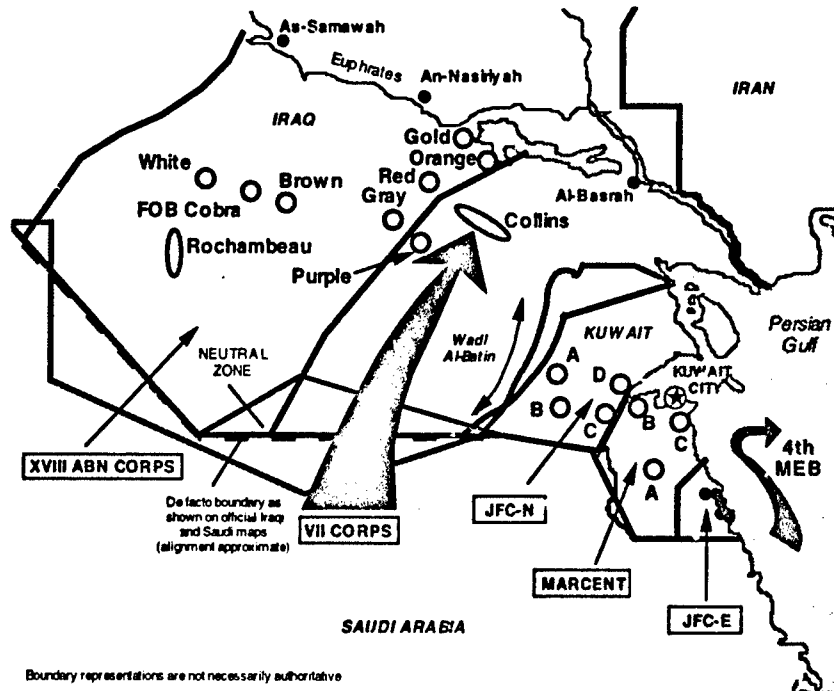 As-Samawah
Euphrates
An-Nasiriyah
IRAN
IRAQ
Gold
Orange
White
Red
Brown
Gray
Al-Basrah
FOB Cobra
Collins
Rochambeau
Purple
Wadi
Al-Batin
KUWAIT
Persian
Gulf
NEUTRAL
ZONE
A
D
KUWAIT
CITY
B
C
B
C
4th
MEB
XVIII ABN CORPS
A
De facto boundary as
shown on official Iraqi
and Saudi maps
(alignment approximate)
VII CORPS
JFC-N
MARCENT
JFC-E
SAUDI ARABIA
Boundary representations are not necessarily authoritative